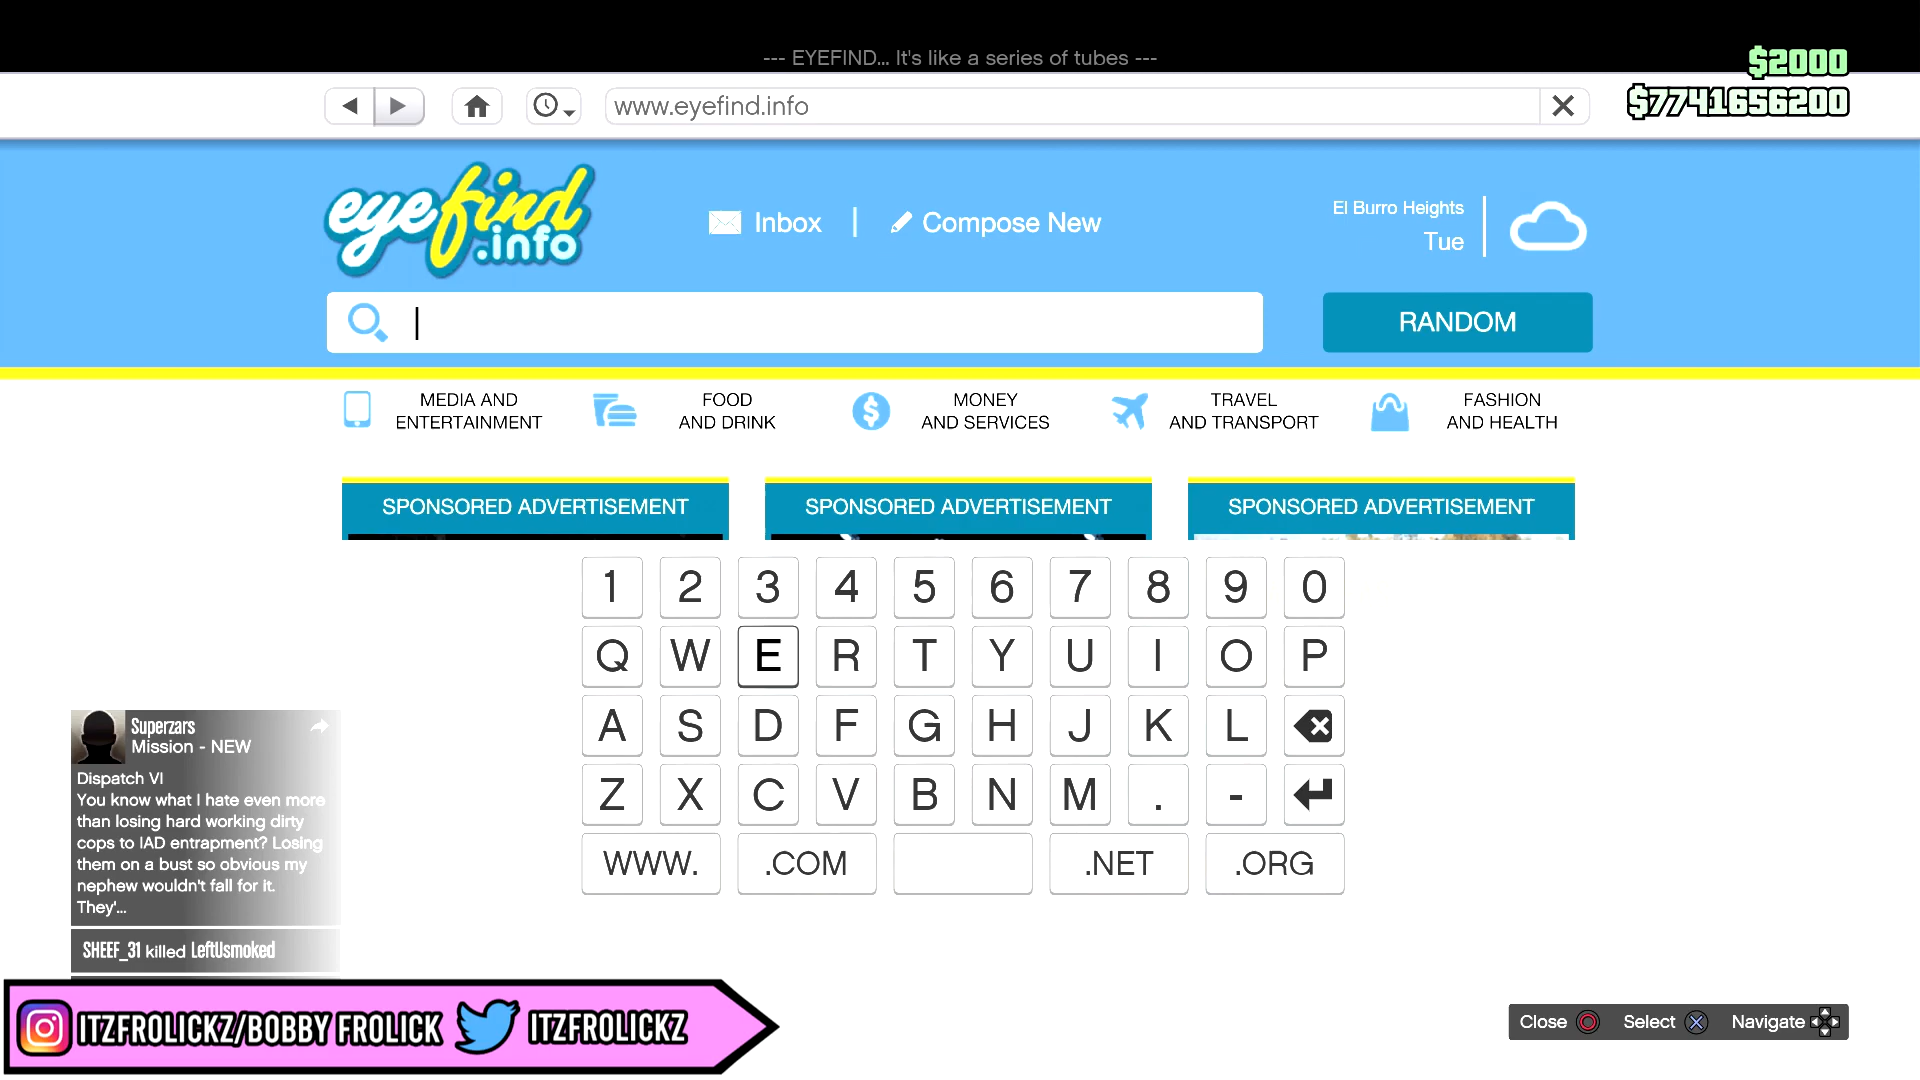 --- EYEFIND... It's like a series of tubes ---
$2000
$7741656200
www.eyefind.info
eyefind
.info
Inbox
Compose New
El Burro Heights
Tue
RANDOM
MEDIA AND
ENTERTAINMENT
FOOD
AND DRINK
MONEY
AND SERVICES
TRAVEL
AND TRANSPORT
FASHION
AND HEALTH
SPONSORED ADVERTISEMENT
SPONSORED ADVERTISEMENT
SPONSORED ADVERTISEMENT
1 2 3 4 5 6 7 8 9 0
Q W E R T Y U I O P
A S D F G H J K L
Z X C V B N M . -
WWW. .COM .NET .ORG
Superzars
Mission - NEW
Dispatch VI
You know what I hate even more
than losing hard working dirty
cops to IAD entrapment? Losing
them on a bust so obvious my
nephew wouldn't fall for it.
They'...
SHEEF_31 killed LeftUsmoked
ITZFROLICKZ/BOBBY FROLICK
ITZFROLICKZ
Close Select Navigate